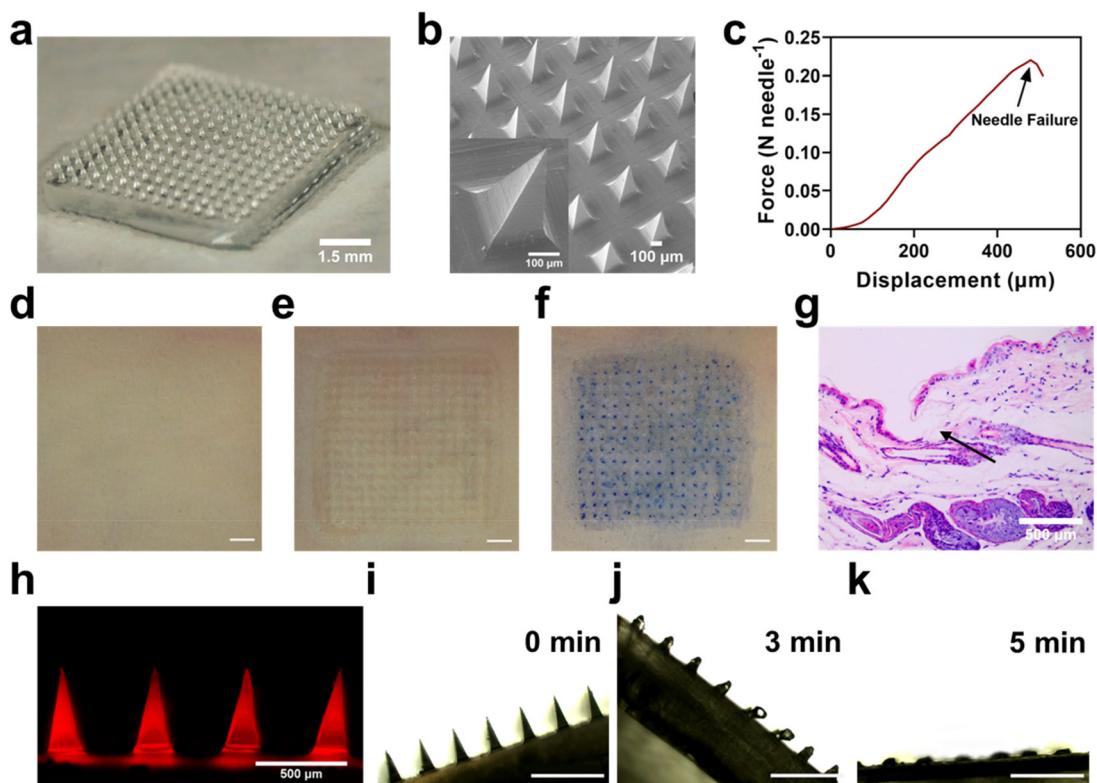 a
b
c
1.5 mm
100 μm
100 μm
Force (N needle-1)
0.25
0.20
0.15
0.10
0.05
0.00
Needle Failure
0
200
400
600
Displacement (μm)
d
e
f
g
500 μm
h
i
j
k
500 μm
0 min
3 min
5 min